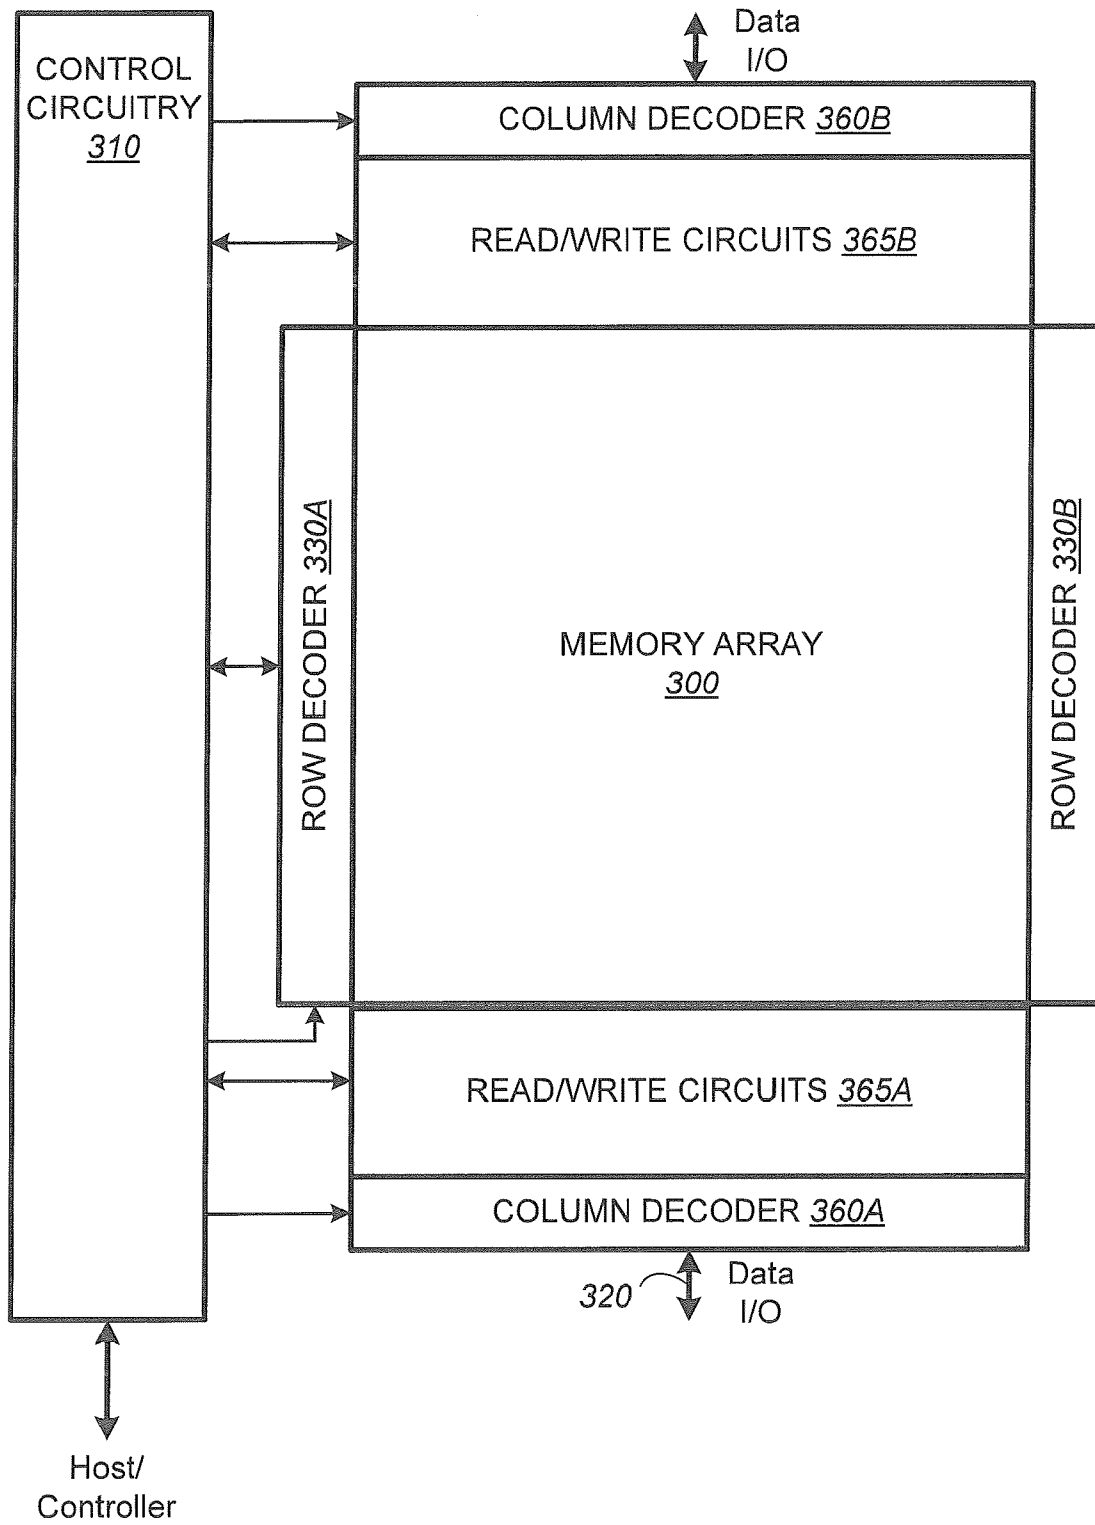 Data
I/O
CONTROL
CIRCUITRY
310
COLUMN DECODER 360B
READ/WRITE CIRCUITS 365B
ROW DECODER 330A
MEMORY ARRAY
300
ROW DECODER 330B
READ/WRITE CIRCUITS 365A
COLUMN DECODER 360A
320
Data
I/O
Host/
Controller